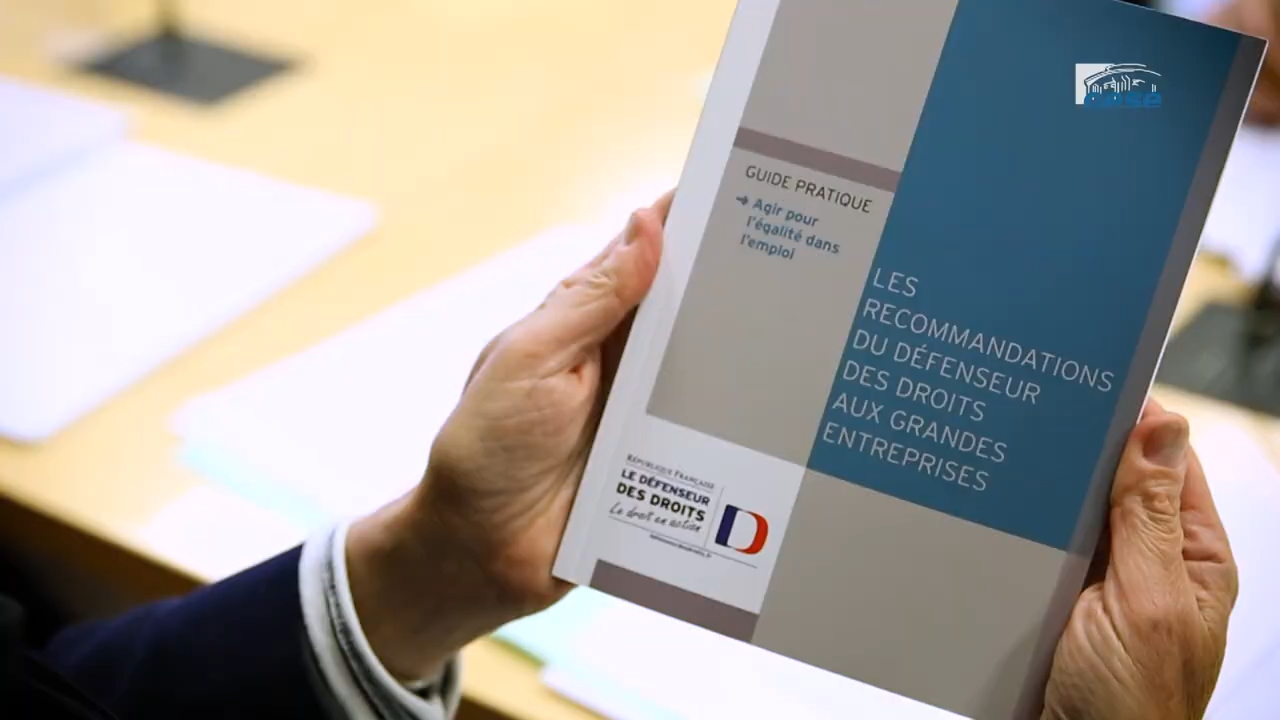 cese
GUIDE PRATIQUE
➔ Agir pour
l'égalité dans
l'emploi
LES
RECOMMANDATIONS
DU DÉFENSEUR
DES DROITS
AUX GRANDES
ENTREPRISES
RÉPUBLIQUE FRANÇAISE
LE DÉFENSEUR
DES DROITS
Le droit en action